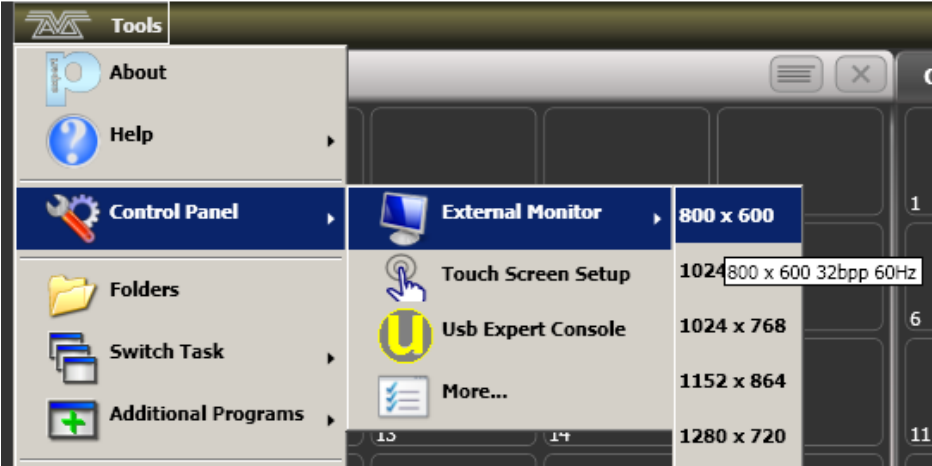 Tools
About
Help
Control Panel
External Monitor
800 x 600
Touch Screen Setup
1024
800 x 600 32bpp 60Hz
Folders
Usb Expert Console
1024 x 768
Switch Task
More...
1152 x 864
Additional Programs
1280 x 720
1
6
11
13
14